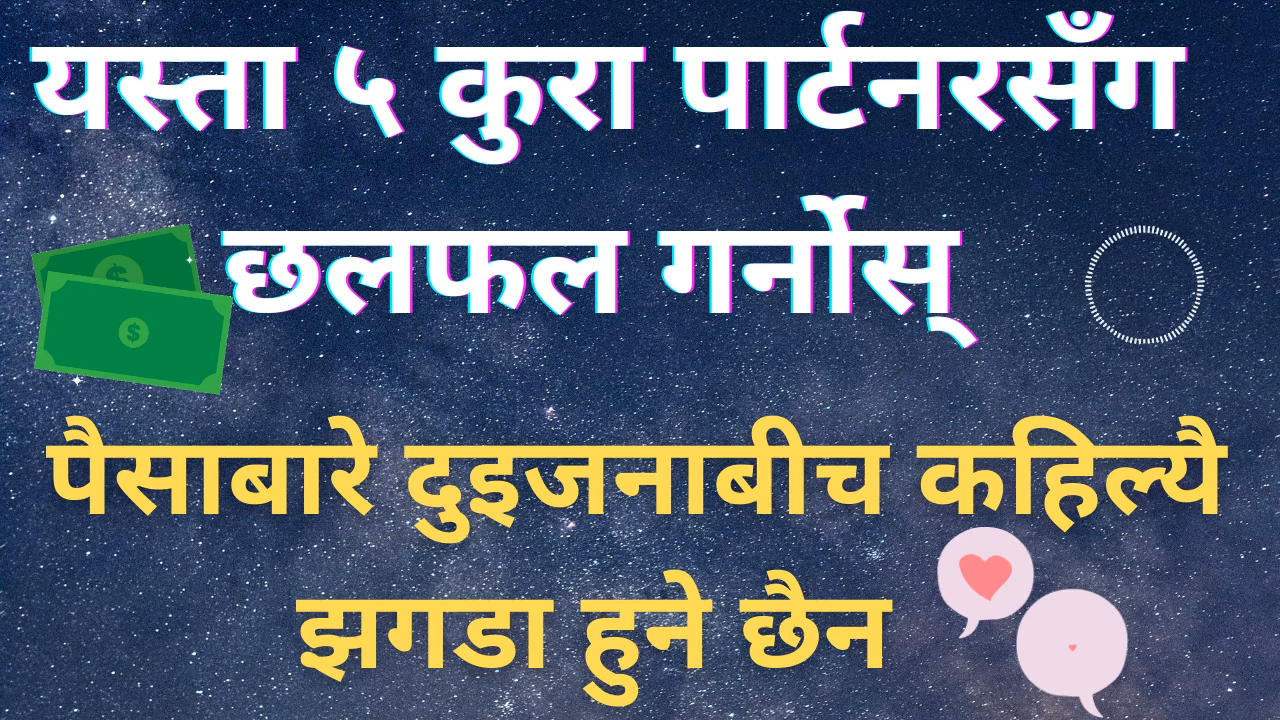 यस्ता ५ कुरा पार्टनरसँग
छलफल गर्नोस्
पैसाबारे दुइजनाबीच कहिल्यै
झगडा हुने छैन